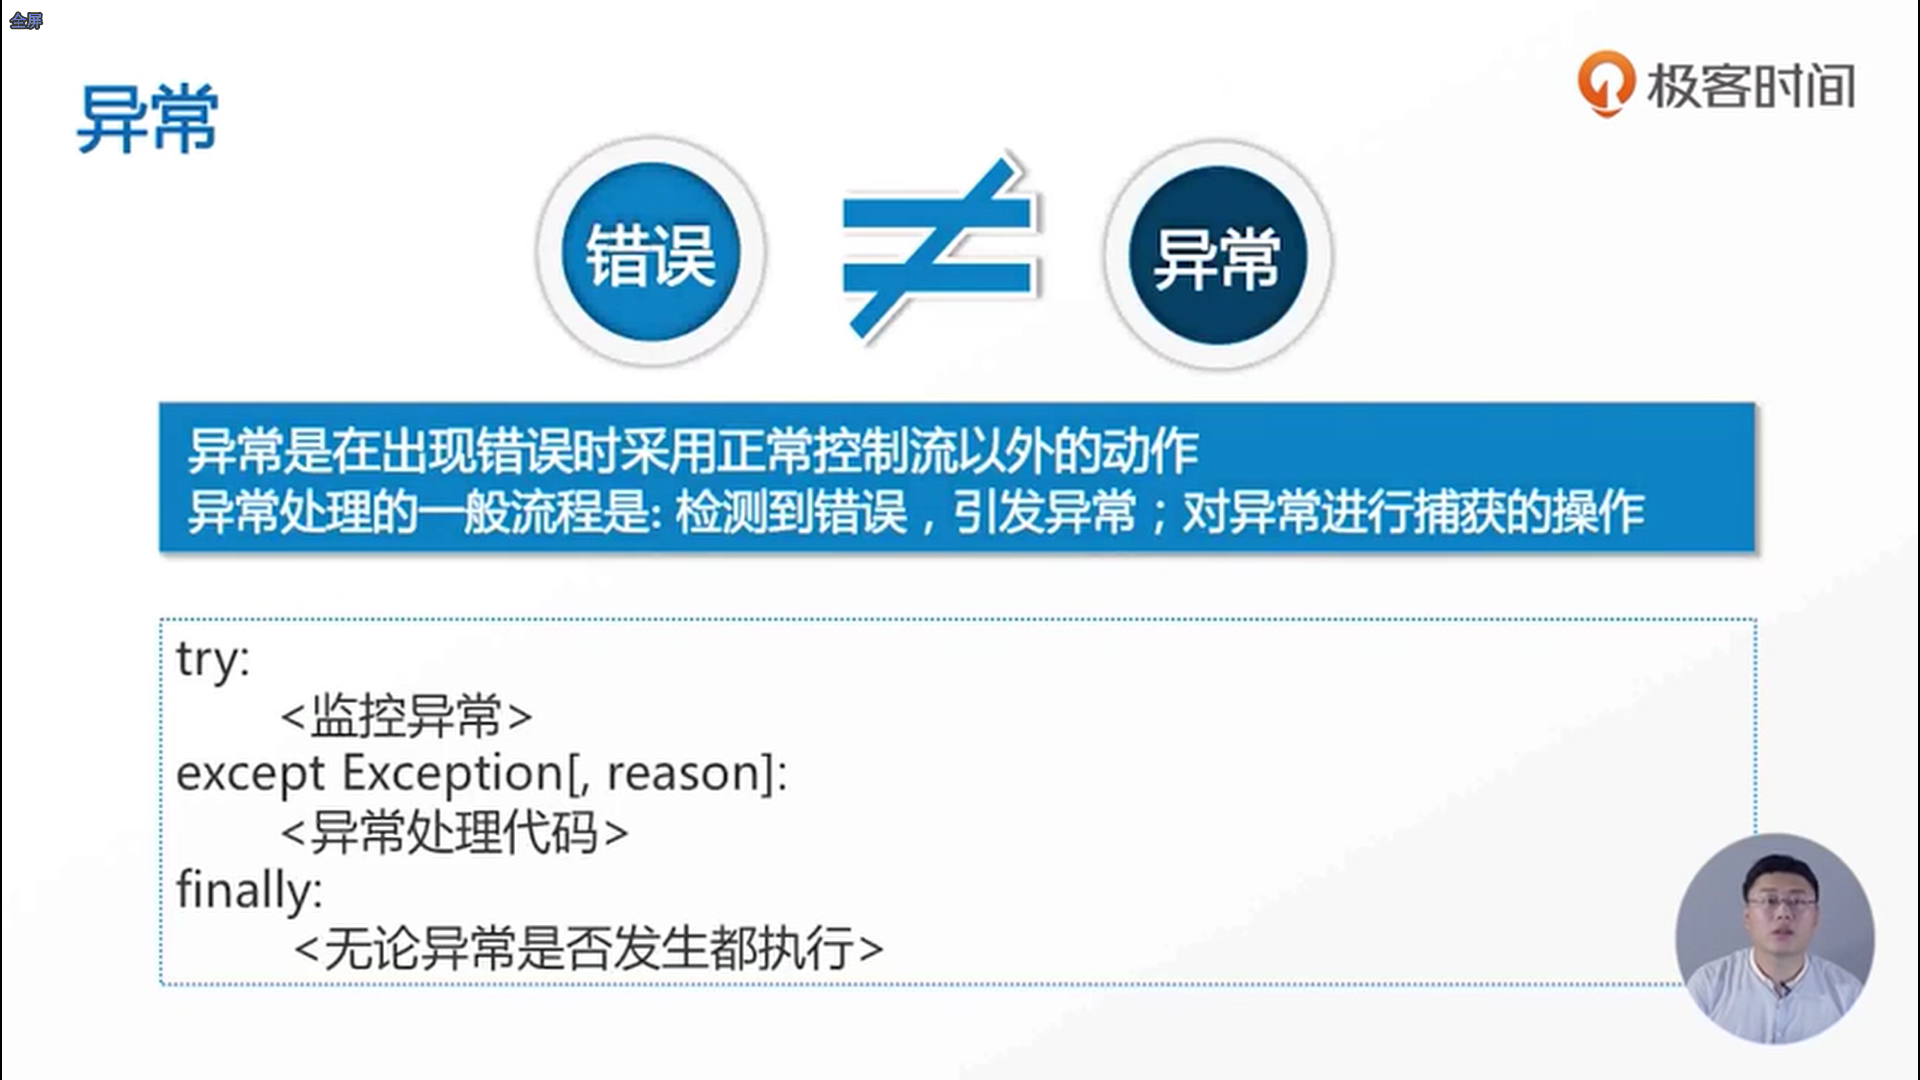 全屏
异常
极客时间
错误
≠
异常
异常是在出现错误时采用正常控制流以外的动作
异常处理的一般流程是: 检测到错误，引发异常；对异常进行捕获的操作
try:
<监控异常>
except Exception[, reason]:
<异常处理代码>
finally:
<无论异常是否发生都执行>